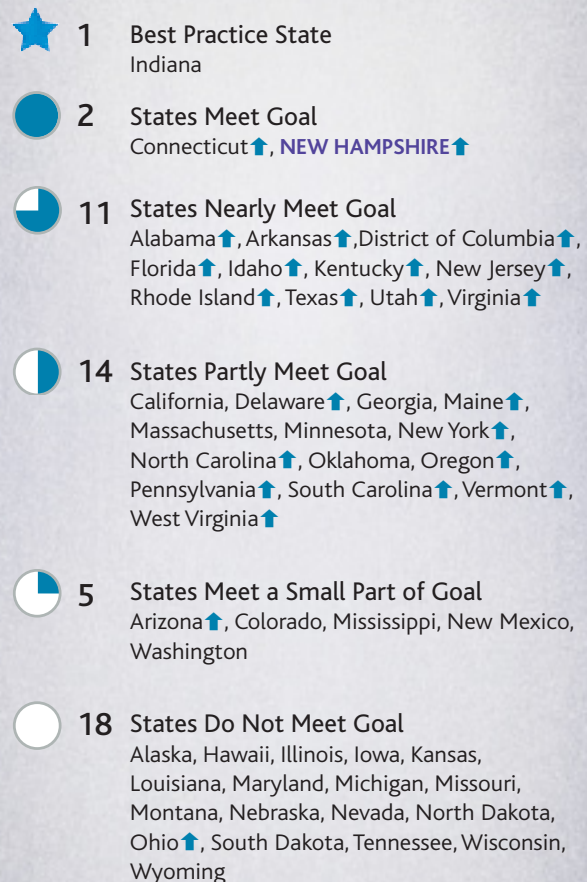 1 Best Practice State
Indiana
2 States Meet Goal
Connecticut⬆, NEW HAMPSHIRE⬆
11 States Nearly Meet Goal
Alabama⬆, Arkansas⬆,District of Columbia⬆,
Florida⬆, Idaho⬆, Kentucky⬆, New Jersey⬆,
Rhode Island⬆, Texas⬆, Utah⬆, Virginia⬆
14 States Partly Meet Goal
California, Delaware⬆, Georgia, Maine⬆,
Massachusetts, Minnesota, New York⬆,
North Carolina⬆, Oklahoma, Oregon⬆,
Pennsylvania⬆, South Carolina⬆, Vermont⬆,
West Virginia⬆
5 States Meet a Small Part of Goal
Arizona⬆, Colorado, Mississippi, New Mexico,
Washington
18 States Do Not Meet Goal
Alaska, Hawaii, Illinois, Iowa, Kansas,
Louisiana, Maryland, Michigan, Missouri,
Montana, Nebraska, Nevada, North Dakota,
Ohio⬆, South Dakota, Tennessee, Wisconsin,
Wyoming